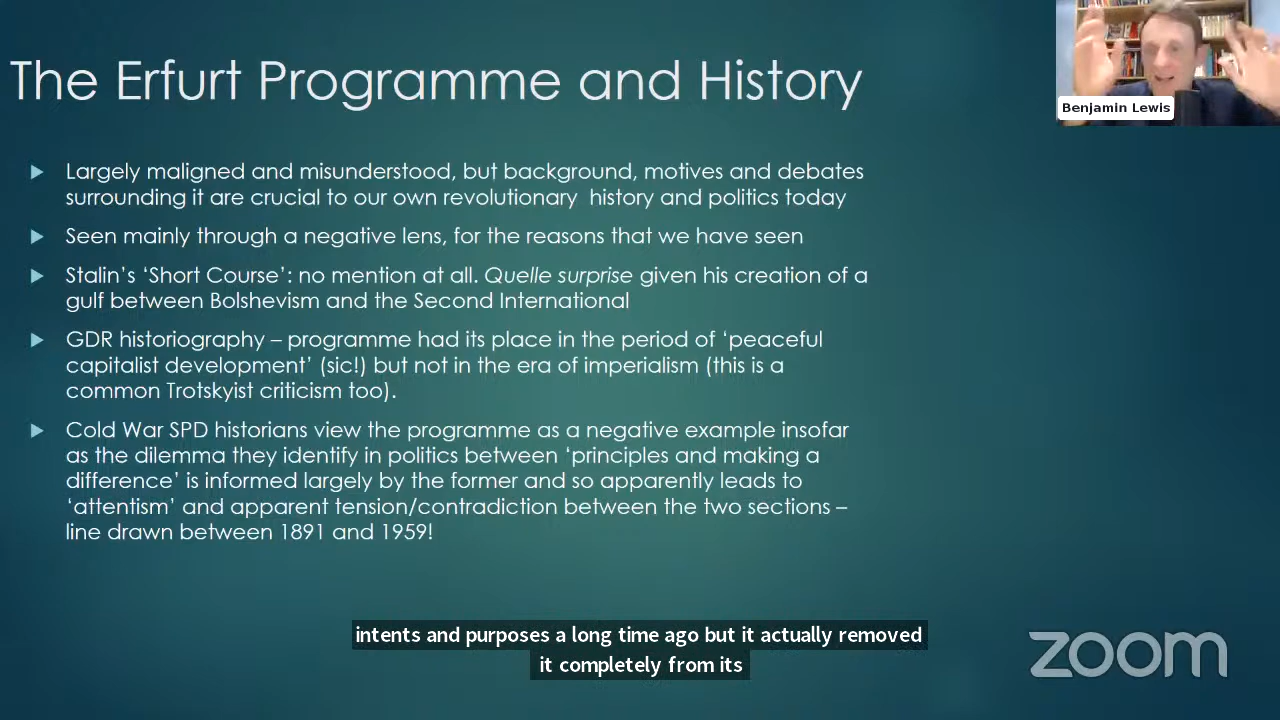 The Erfurt Programme and History
Benjamin Lewis
Largely maligned and misunderstood, but background, motives and debates
surrounding it are crucial to our own revolutionary history and politics today
Seen mainly through a negative lens, for the reasons that we have seen
Stalin's 'Short Course': no mention at all. Quelle surprise given his creation of a
gulf between Bolshevism and the Second International
GDR historiography – programme had its place in the period of 'peaceful
capitalist development' (sic!) but not in the era of imperialism (this is a
common Trotskyist criticism too).
Cold War SPD historians view the programme as a negative example insofar
as the dilemma they identify in politics between 'principles and making a
difference' is informed largely by the former and so apparently leads to
'attentism' and apparent tension/contradiction between the two sections –
line drawn between 1891 and 1959!
intents and purposes a long time ago but it actually removed
it completely from its
zoom